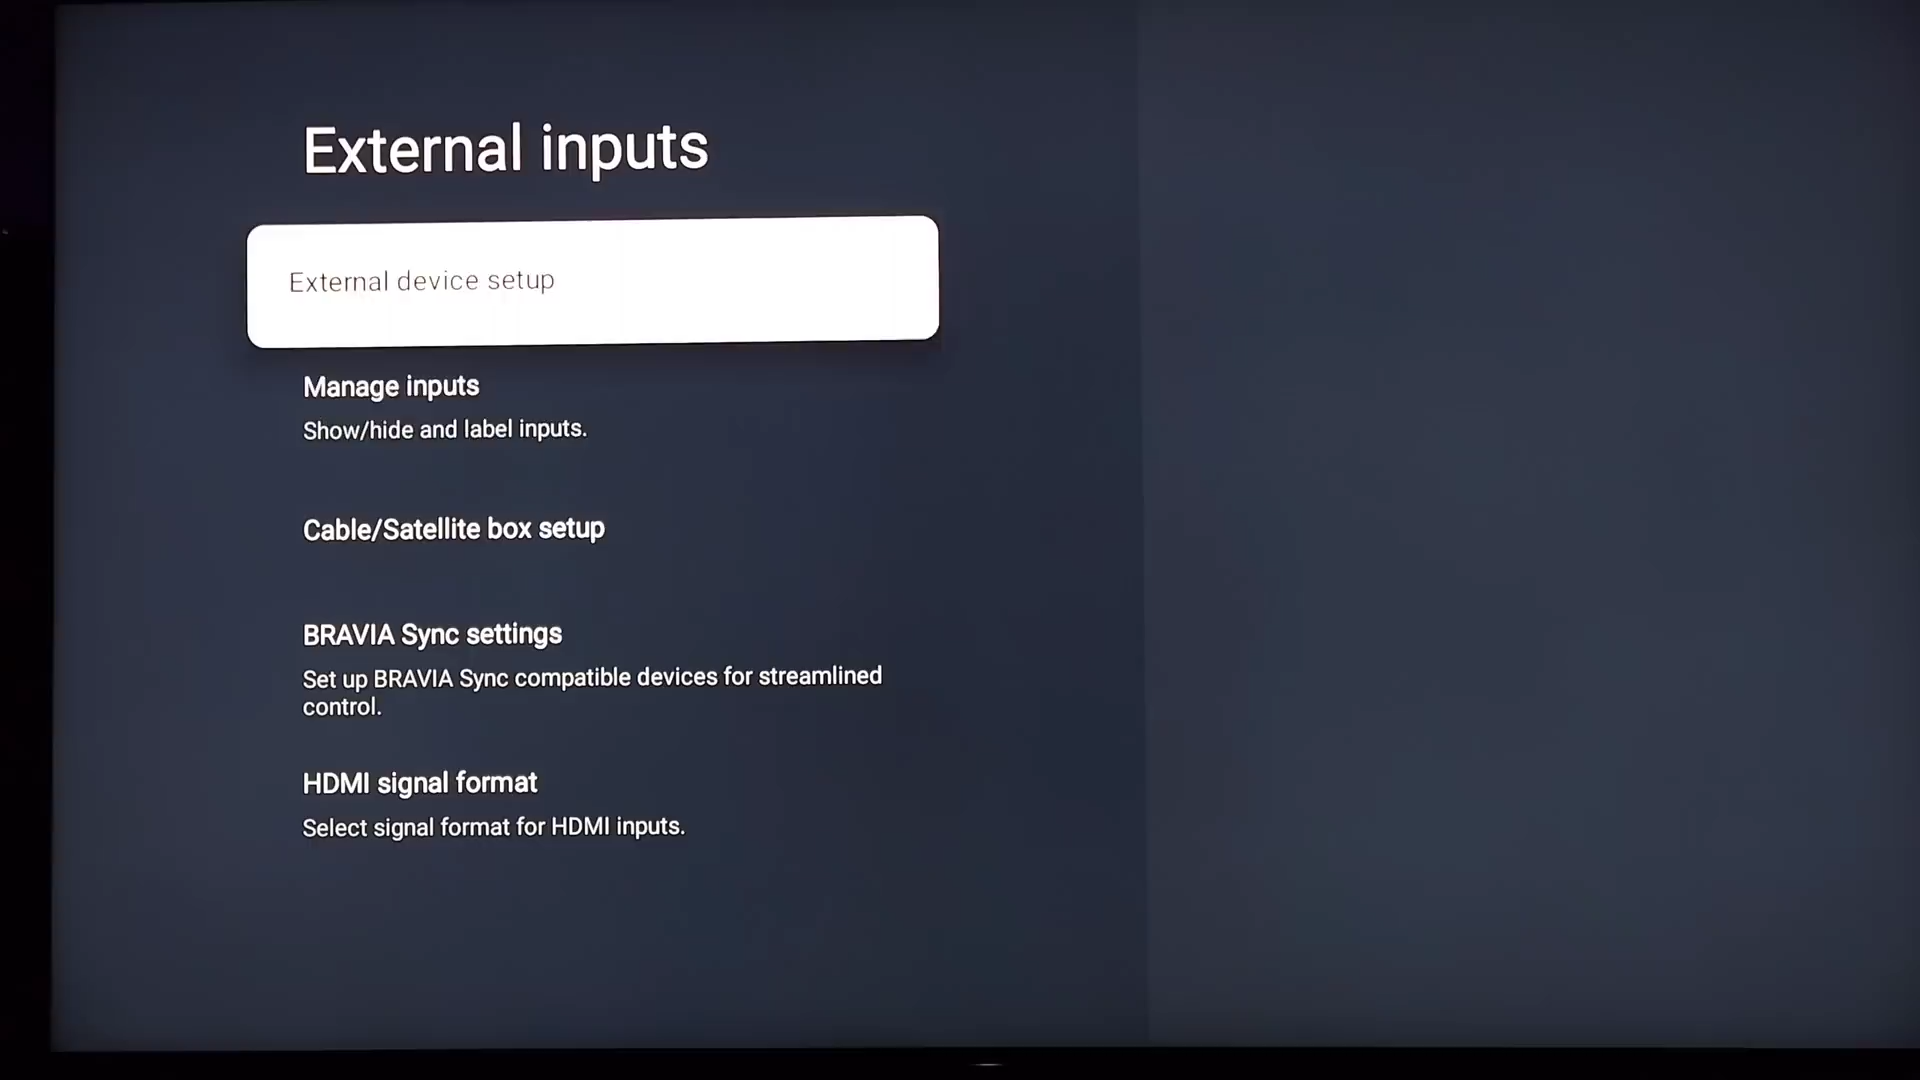 External inputs
External device setup
Manage inputs
Show/hide and label inputs.
Cable/Satellite box setup
BRAVIA Sync settings
Set up BRAVIA Sync compatible devices for streamlined
control.
HDMI signal format
Select signal format for HDMI inputs.